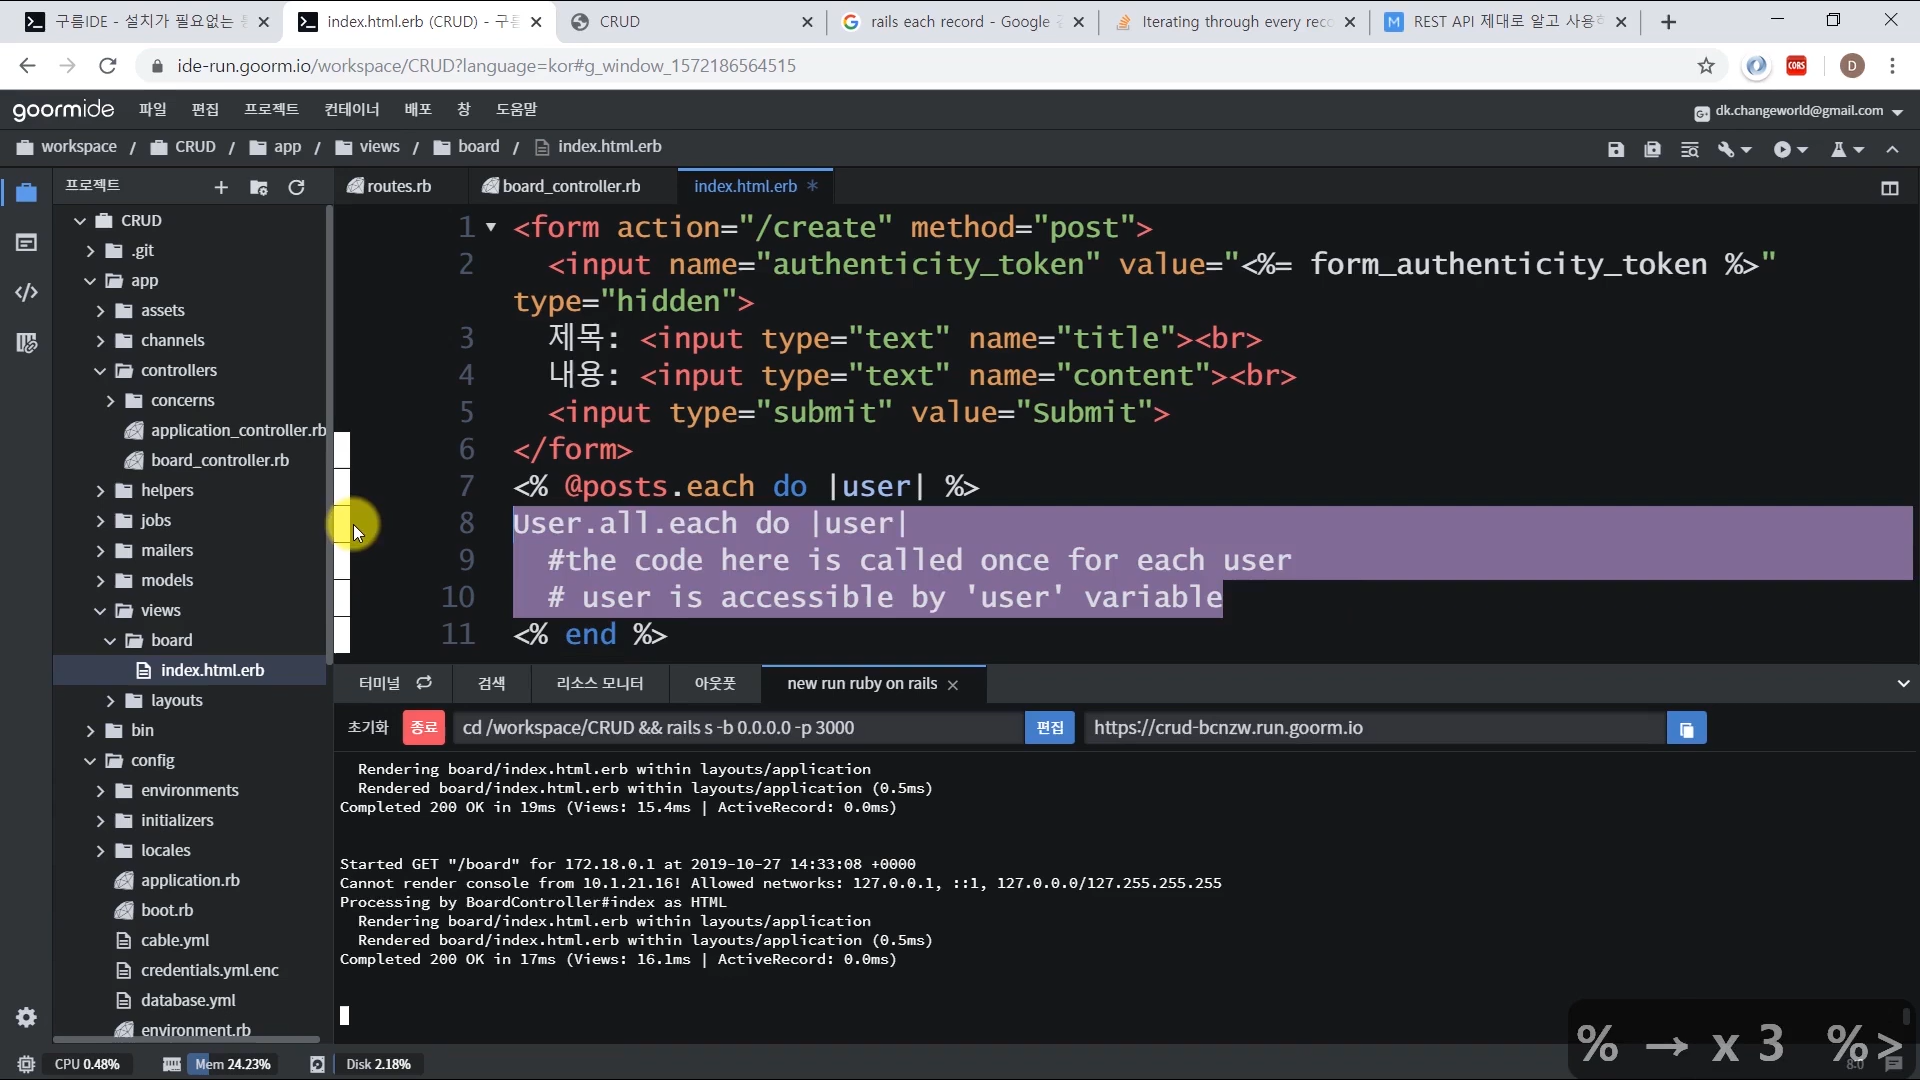 구름IDE - 설치가 필요없는
index.html.erb (CRUD) - 구름
CRUD
rails each record - Google
Iterating through every reco
REST API 제대로 알고 사용하
ide-run.goorm.io/workspace/CRUD?language=kor#g_window_1572186564515
CORS
D
goormide 파일 편집 프로젝트 컨테이너 배포 창 도움말
dk.changeworld@gmail.com
workspace / CRUD / app / views / board / index.html.erb
프로젝트
routes.rb board_controller.rb index.html.erb *
CRUD
.git
app
assets
channels
controllers
concerns
application_controller.rb
board_controller.rb
helpers
jobs
mailers
models
views
board
index.html.erb
layouts
bin
config
environments
initializers
locales
application.rb
boot.rb
cable.yml
credentials.yml.enc
database.yml
environment.rb
1 <form action="/create" method="post">
2 <input name="authenticity_token" value="<%= form_authenticity_token %>"
type="hidden">
3 제목: <input type="text" name="title"><br>
4 내용: <input type="text" name="content"><br>
5 <input type="submit" value="Submit">
6 </form>
7 <% @posts.each do |user| %>
8 User.all.each do |user|
9 #the code here is called once for each user
10 # user is accessible by 'user' variable
11 <% end %>
터미널 검색 리소스 모니터 아웃풋 new run ruby on rails
초기화 종료 cd /workspace/CRUD && rails s -b 0.0.0.0 -p 3000 편집 https://crud-bcnzw.run.goorm.io
Rendering board/index.html.erb within layouts/application
Rendered board/index.html.erb within layouts/application (0.5ms)
Completed 200 OK in 19ms (Views: 15.4ms | ActiveRecord: 0.0ms)
Started GET "/board" for 172.18.0.1 at 2019-10-27 14:33:08 +0000
Cannot render console from 10.1.21.16! Allowed networks: 127.0.0.1, ::1, 127.0.0.0/127.255.255.255
Processing by BoardController#index as HTML
Rendering board/index.html.erb within layouts/application
Rendered board/index.html.erb within layouts/application (0.5ms)
Completed 200 OK in 17ms (Views: 16.1ms | ActiveRecord: 0.0ms)
% → x 3 %>
8:0
CPU 0.48% Mem 24.23% Disk 2.18%